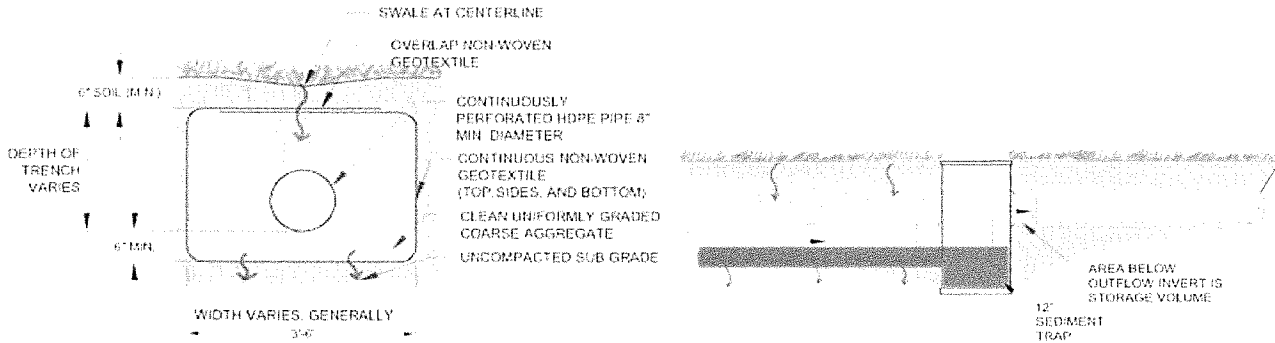 SWALE AT CENTERLINE
OVERLAP NON-WOVEN
GEOTEXTILE
6" SOIL (MIN.)
CONTINUOUSLY
PERFORATED HDPE PIPE 8"
MIN. DIAMETER
DEPTH OF
TRENCH
VARIES
CONTINUOUS NON-WOVEN
GEOTEXTILE
(TOP, SIDES, AND BOTTOM)
CLEAN UNIFORMLY GRADED
COARSE AGGREGATE
6" MIN.
UNCOMPACTED SUB GRADE
WIDTH VARIES, GENERALLY
3'-6'
AREA BELOW
OUTFLOW INVERT IS
STORAGE VOLUME
12"
SEDIMENT
TRAP